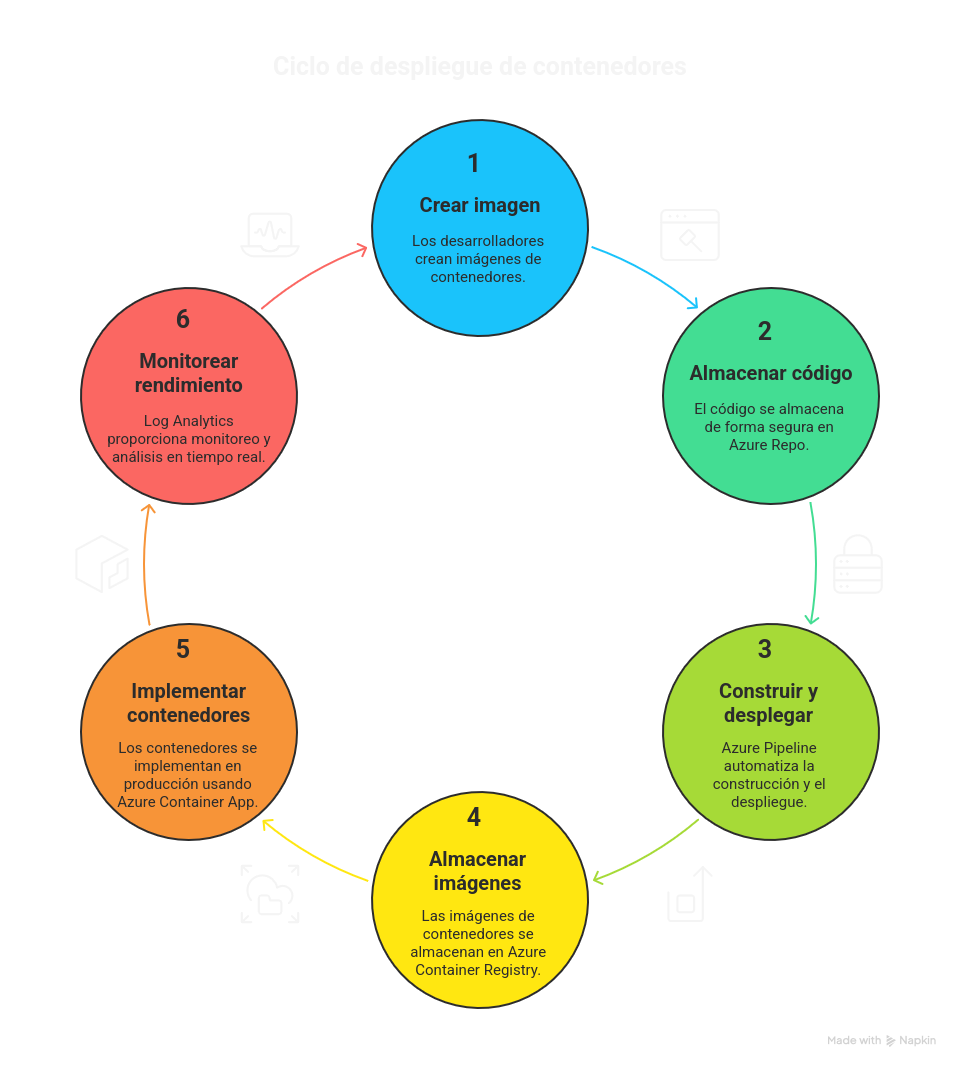 Ciclo de despliegue de contenedores
1
Crear imagen
Los desarrolladores
crean imágenes de
contenedores.
2
Almacenar código
El código se almacena
de forma segura en
Azure Repo.
3
Construir y
desplegar
Azure Pipeline
automatiza la
construcción y el
despliegue.
4
Almacenar
imágenes
Las imágenes de
contenedores se
almacenan en Azure
Container Registry.
5
Implementar
contenedores
Los contenedores se
implementan en
producción usando
Azure Container App.
6
Monitorear
rendimiento
Log Analytics
proporciona monitoreo y
análisis en tiempo real.
Made with Napkin